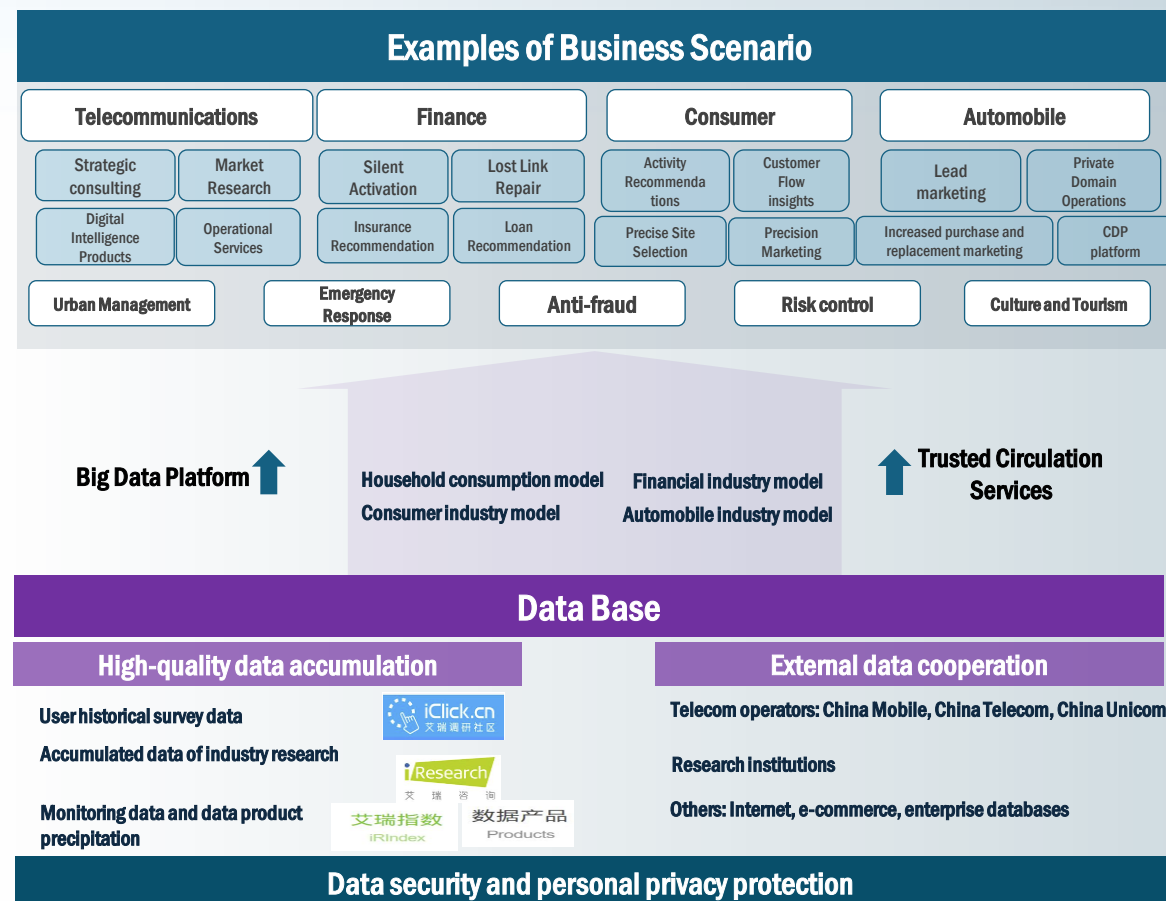 Examples of Business Scenario
Telecommunications
Finance
Consumer
Automobile
Strategic
consulting
Market
Research
Silent
Activation
Lost Link
Repair
Activity
Recommenda
tions
Customer
Flow
insights
Lead
marketing
Private
Domain
Operations
Digital
Intelligence
Products
Operational
Services
Insurance
Recommendation
Loan
Recommendation
Precise Site
Selection
Precision
Marketing
Increased purchase and
replacement marketing
CDP
platform
Urban Management
Emergency
Response
Anti-fraud
Risk control
Culture and Tourism
Big Data Platform
Household consumption model
Consumer industry model
Financial industry model
Automobile industry model
Trusted Circulation
Services
Data Base
High-quality data accumulation
User historical survey data
Accumulated data of industry research
Monitoring data and data product
precipitation
iClick.cn
艾瑞调研社区
iResearch
艾瑞咨询
艾瑞指数
iRIndex
数据产品
Products
External data cooperation
Telecom operators: China Mobile, China Telecom, China Unicom
Research institutions
Others: Internet, e-commerce, enterprise databases
Data security and personal privacy protection